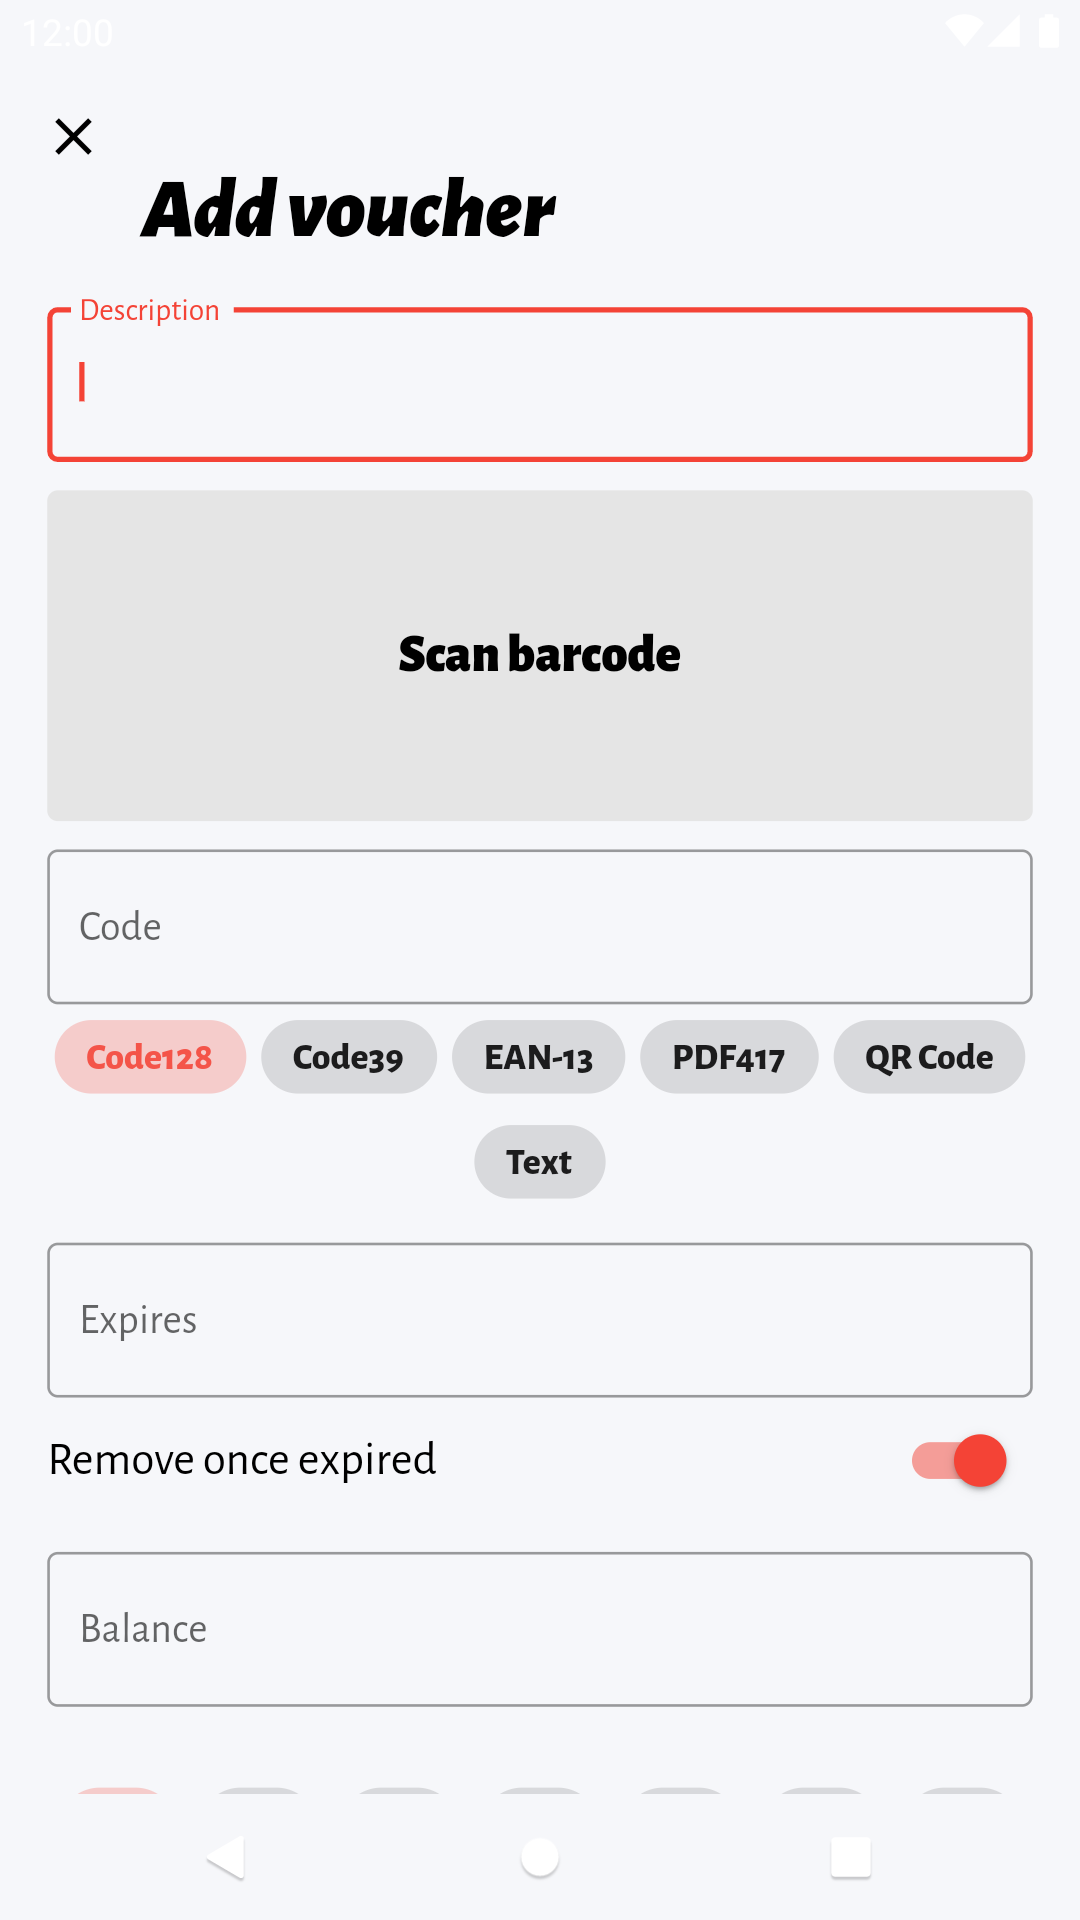 12:00
Add voucher
Description
Scan barcode
Code
Code128 Code39 EAN-13 PDF417 QR Code
Text
Expires
Remove once expired
Balance